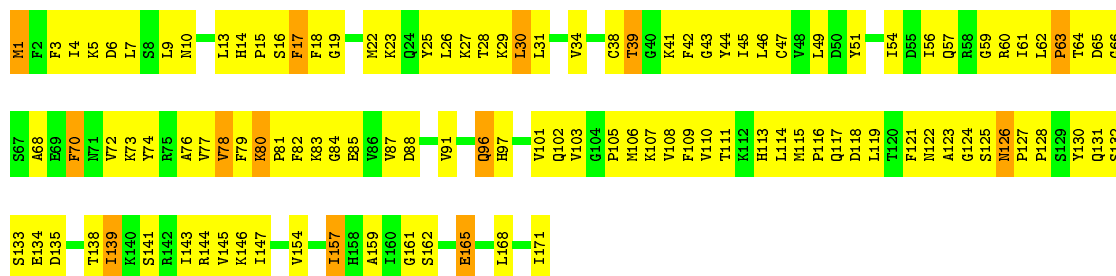 M1 F2 F3 I4 K5 D6 L7 S8 L9 N10 L13 H14 P15 S16 F17 F18 G19 M22 K23 Q24 Y25 L26 K27 T28 K29 L30 L31 V34 C38 T39 G40 K41 F42 G43 Y44 I45 L46 C47 V48 L49 D50 Y51 I54 D55 I56 Q57 R58 G59 R60 I61 L62 P63 T64 D65 G66
S67 A68 E69 F70 N71 V72 K73 Y74 R75 A76 V77 V78 F79 K80 P81 F82 K83 G84 E85 V86 V87 D88 V91 Q96 H97 V101 Q102 V103 G104 P105 M106 K107 V108 F109 V110 T111 K112 H113 L114 M115 P116 Q117 D118 L119 T120 F121 N122 A123 G124 S125 N126 P127 P128 S129 Y130 Q131 S132
S133 E134 D135 T138 I139 K140 S141 R142 I143 R144 V145 K146 I147 V154 I157 H158 A159 I160 G161 S162 E165 L168 I171